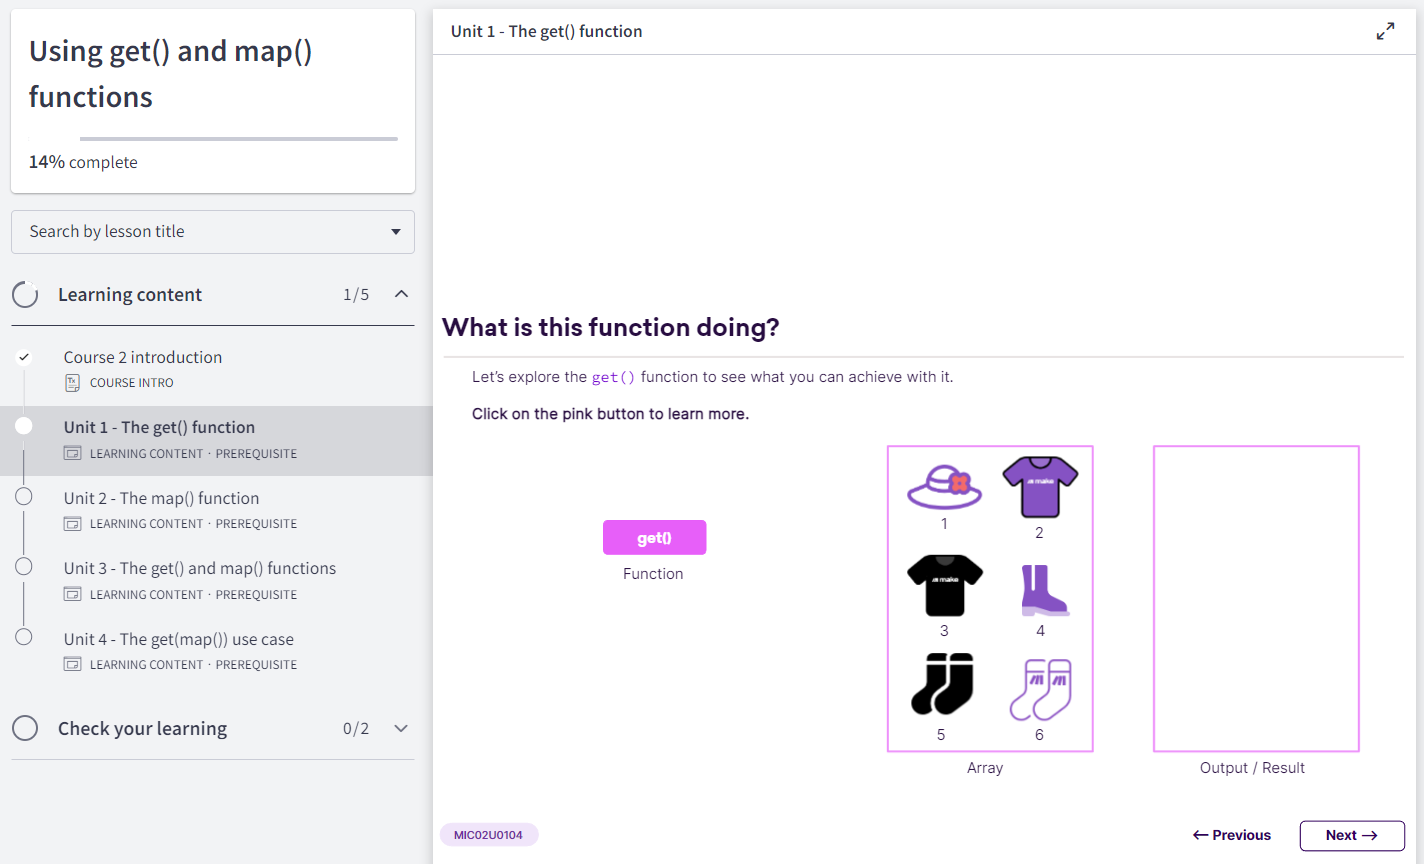 Using get() and map()
functions
14% complete
Search by lesson title
Learning content 1/5
Course 2 introduction
COURSE INTRO
Unit 1 - The get() function
LEARNING CONTENT · PREREQUISITE
Unit 2 - The map() function
LEARNING CONTENT · PREREQUISITE
Unit 3 - The get() and map() functions
LEARNING CONTENT · PREREQUISITE
Unit 4 - The get(map()) use case
LEARNING CONTENT · PREREQUISITE
Check your learning 0/2
Unit 1 - The get() function
What is this function doing?
Let's explore the get() function to see what you can achieve with it.
Click on the pink button to learn more.
get()
Function
make
1
2
make
3
4
5
6
Array
Output / Result
MIC02U0104
← Previous
Next →